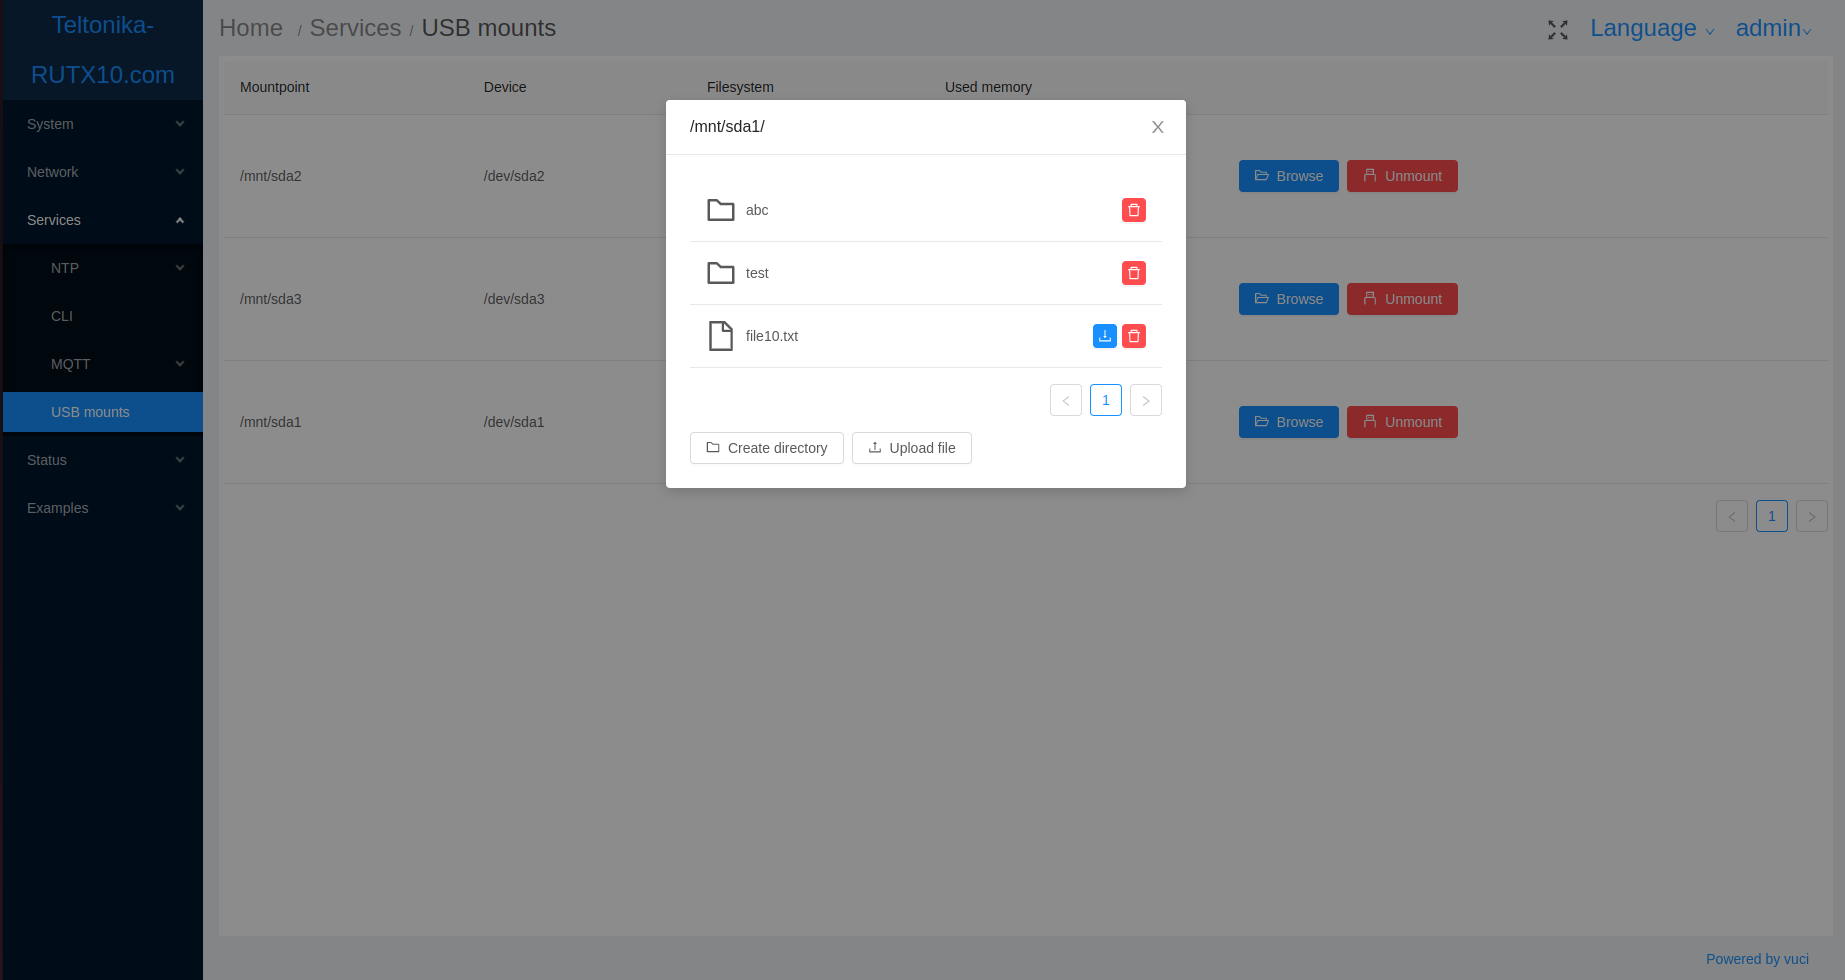 Teltonika-
RUTX10.com
System
Network
Services
NTP
CLI
MQTT
USB mounts
Status
Examples
Home / Services / USB mounts
Language
admin
Mountpoint Device Filesystem Used memory
/mnt/sda2 /dev/sda2 Browse Unmount
/mnt/sda3 /dev/sda3 Browse Unmount
/mnt/sda1 /dev/sda1 Browse Unmount
1
/mnt/sda1/
abc
test
file10.txt
1
Create directory Upload file
Powered by vuci